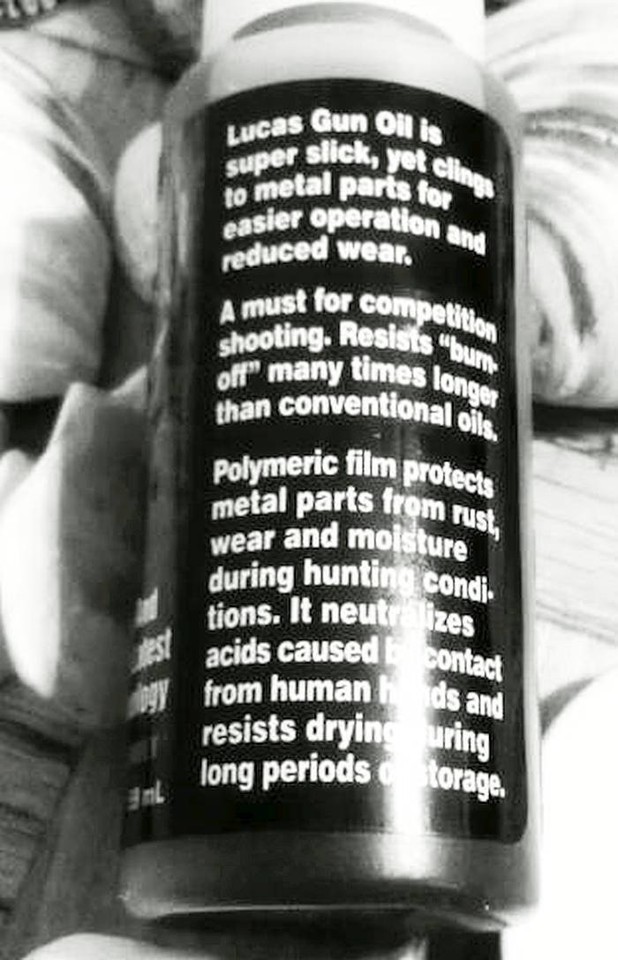 Lucas Gun Oil is
super slick, yet clings
to metal parts for
easier operation and
reduced wear.
A must for competition
shooting. Resists "burn-
off" many times longer
than conventional oils.
Polymeric film protects
metal parts from rust,
wear and moisture
during hunting condi-
tions. It neutralizes
acids caused by contact
from human hands and
resists drying during
long periods of storage.
mL